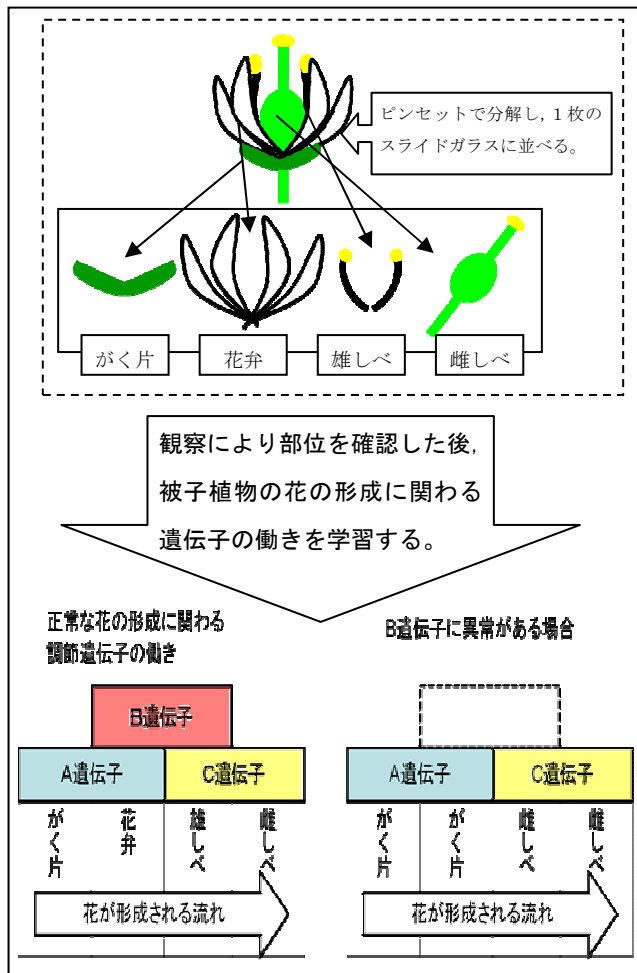 ピンセットで分解し,1枚の
スライドガラスに並べる。
がく片
花弁
雄しべ
雌しべ
観察により部位を確認した後,
被子植物の花の形成に関わる
遺伝子の働きを学習する。
正常な花の形成に関わる
調節遺伝子の働き
B遺伝子
A遺伝子
C遺伝子
がく片
花弁
雄しべ
雌しべ
花が形成される流れ
B遺伝子に異常がある場合
A遺伝子
C遺伝子
がく片
がく片
雌しべ
雌しべ
花が形成される流れ